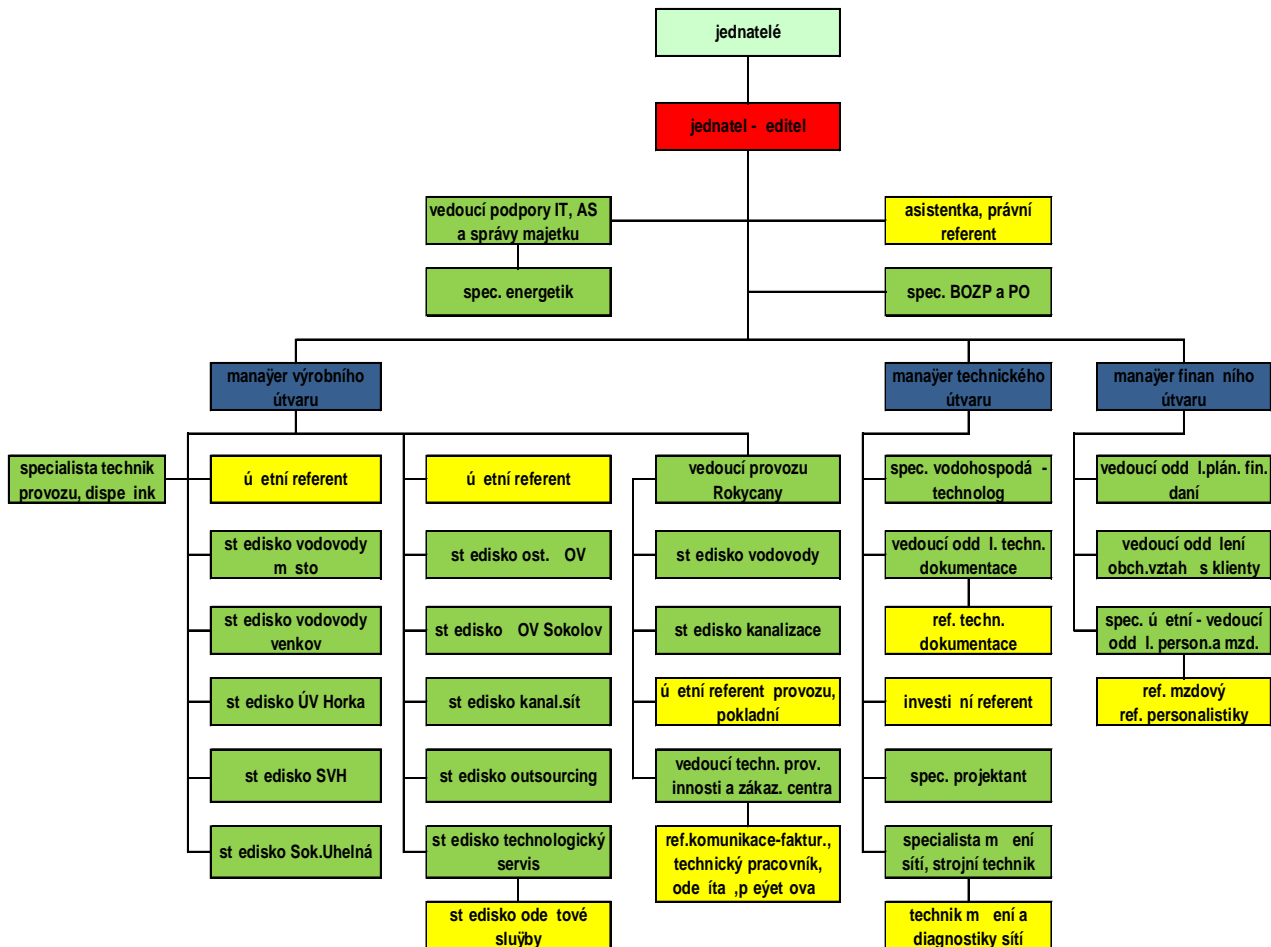 jednatelé
jednatel - editel
vedoucí podpory IT, AS
a správy majetku
asistentka, právní
referent
spec. energetik
spec. BOZP a PO
manaÿer výrobního
útvaru
manaÿer technického
útvaru
manaÿer finan ního
útvaru
specialista technik
provozu, dispe ink
ú etní referent
ú etní referent
vedoucí provozu
Rokycany
spec. vodohospodá -
technolog
vedoucí odd l.plán. fin.
daní
st edisko vodovody
m sto
st edisko ost. OV
st edisko vodovody
vedoucí odd l. techn.
dokumentace
vedoucí odd lení
obch.vztah s klienty
st edisko vodovody
venkov
st edisko OV Sokolov
st edisko kanalizace
ref. techn.
dokumentace
spec. ú etní - vedoucí
odd l. person.a mzd.
st edisko ÚV Horka
st edisko kanal.sít
ú etní referent provozu,
pokladní
investi ní referent
ref. mzdový
ref. personalistiky
st edisko SVH
st edisko outsourcing
vedoucí techn. prov.
innosti a zákaz. centra
spec. projektant
st edisko Sok.Uhelná
st edisko technologický
servis
ref.komunikace-faktur.,
technický pracovník,
ode íta ,p eýet ova
specialista m ení
sítí, strojní technik
st edisko ode tové
sluÿby
technik m ení a
diagnostiky sítí